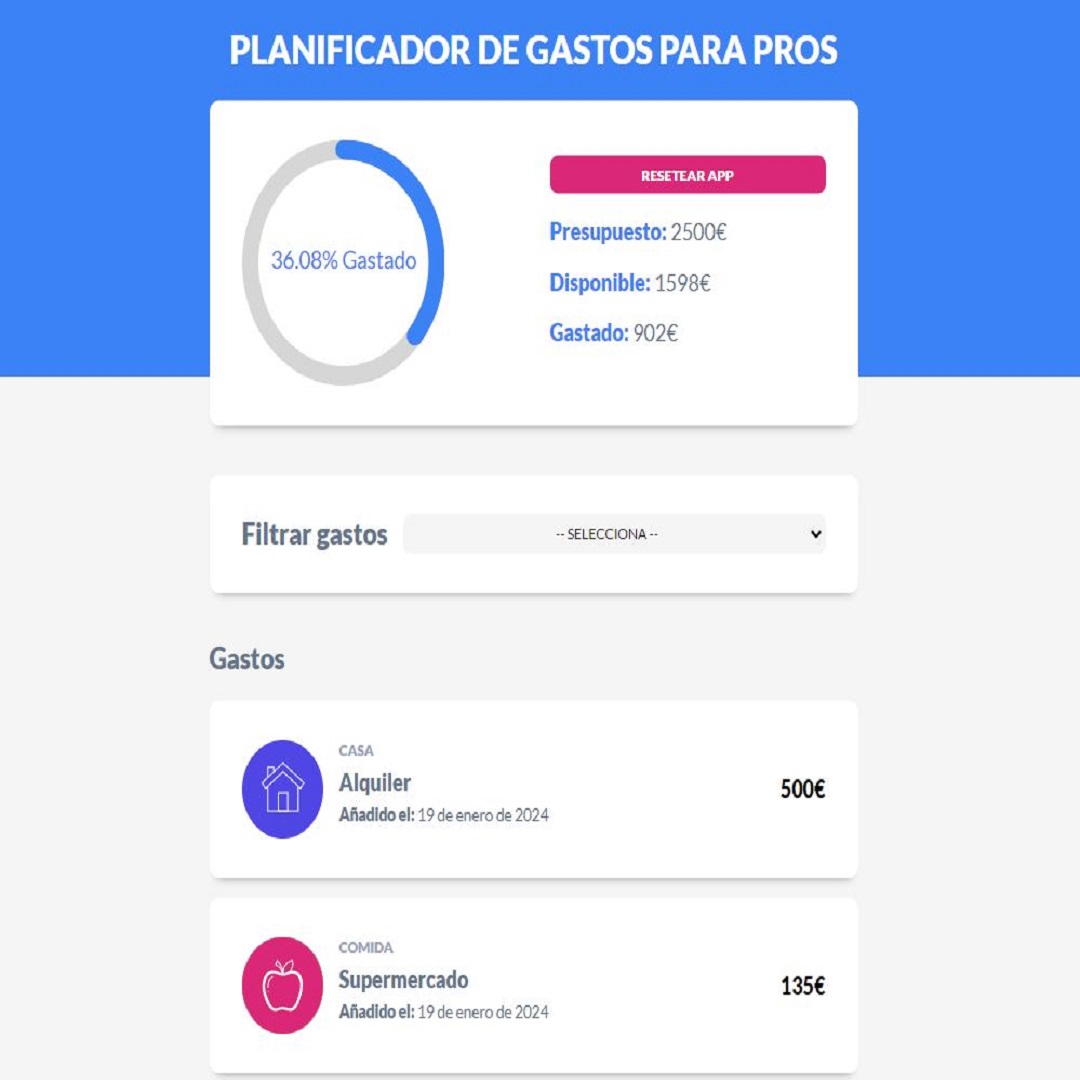 PLANIFICADOR DE GASTOS PARA PROS
36.08% Gastado
RESETEAR APP
Presupuesto: 2500€
Disponible: 1598€
Gastado: 902€
Filtrar gastos
-- SELECCIONA --
Gastos
CASA
Alquiler
Añadido el: 19 de enero de 2024
500€
COMIDA
Supermercado
Añadido el: 19 de enero de 2024
135€